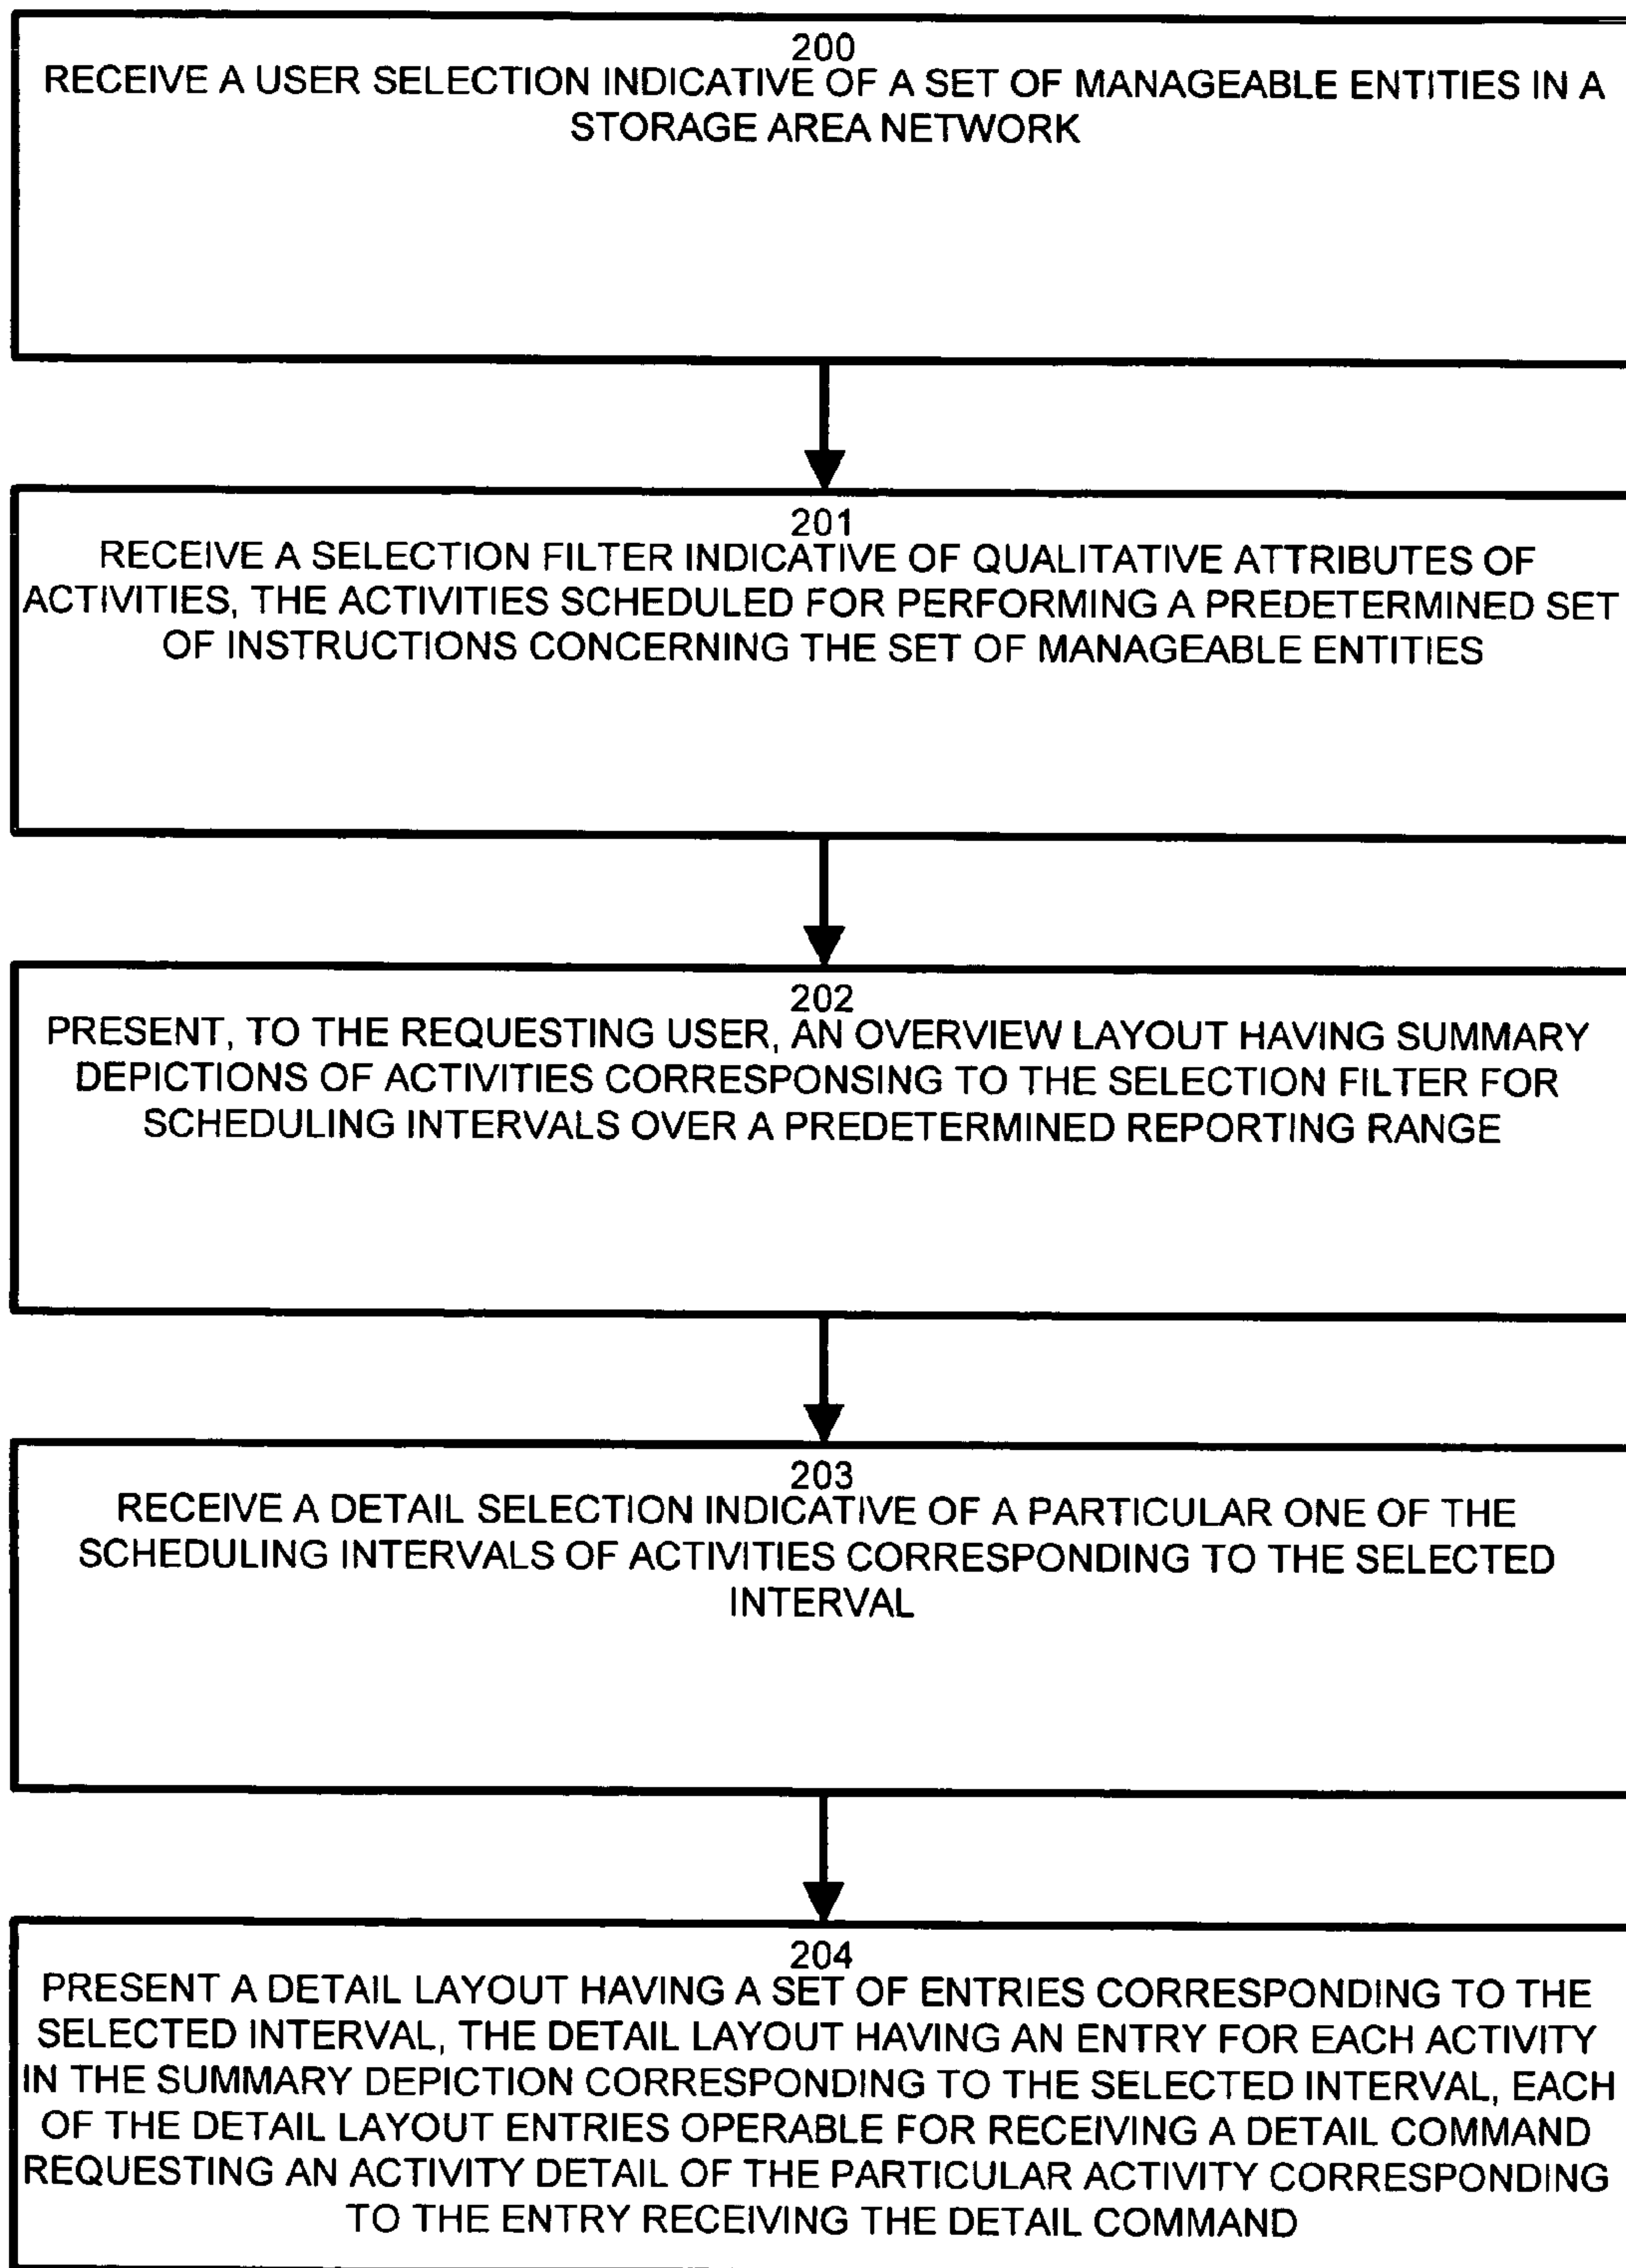 200
RECEIVE A USER SELECTION INDICATIVE OF A SET OF MANAGEABLE ENTITIES IN A
STORAGE AREA NETWORK
201
RECEIVE A SELECTION FILTER INDICATIVE OF QUALITATIVE ATTRIBUTES OF
ACTIVITIES, THE ACTIVITIES SCHEDULED FOR PERFORMING A PREDETERMINED SET
OF INSTRUCTIONS CONCERNING THE SET OF MANAGEABLE ENTITIES
202
PRESENT, TO THE REQUESTING USER, AN OVERVIEW LAYOUT HAVING SUMMARY
DEPICTIONS OF ACTIVITIES CORRESPONSING TO THE SELECTION FILTER FOR
SCHEDULING INTERVALS OVER A PREDETERMINED REPORTING RANGE
203
RECEIVE A DETAIL SELECTION INDICATIVE OF A PARTICULAR ONE OF THE
SCHEDULING INTERVALS OF ACTIVITIES CORRESPONDING TO THE SELECTED
INTERVAL
204
PRESENT A DETAIL LAYOUT HAVING A SET OF ENTRIES CORRESPONDING TO THE
SELECTED INTERVAL, THE DETAIL LAYOUT HAVING AN ENTRY FOR EACH ACTIVITY
IN THE SUMMARY DEPICTION CORRESPONDING TO THE SELECTED INTERVAL, EACH
OF THE DETAIL LAYOUT ENTRIES OPERABLE FOR RECEIVING A DETAIL COMMAND
REQUESTING AN ACTIVITY DETAIL OF THE PARTICULAR ACTIVITY CORRESPONDING
TO THE ENTRY RECEIVING THE DETAIL COMMAND